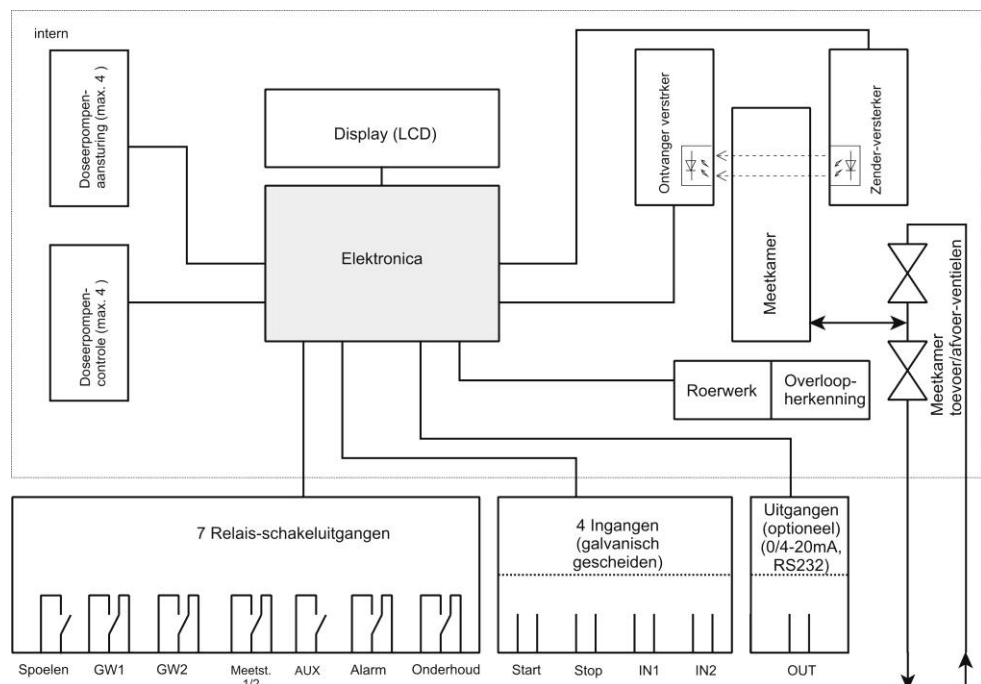 intern
Doseerpompen-
aansturing (max. 4 )
Display (LCD)
Ontvanger verstrker
Zender-versterker
Elektronica
Meetkamer
Doseerpompen-
controle (max. 4 )
Meetkamer
toevoer/afvoer-ventielen
Roerwerk
Overloop-
herkenning
7 Relais-schakeluitgangen
4 Ingangen
(galvanisch
gescheiden)
Uitgangen
(optioneel)
(0/4-20mA,
RS232)
Spoelen
GW1
GW2
Meetst.
1/2
AUX
Alarm
Onderhoud
Start
Stop
IN1
IN2
OUT